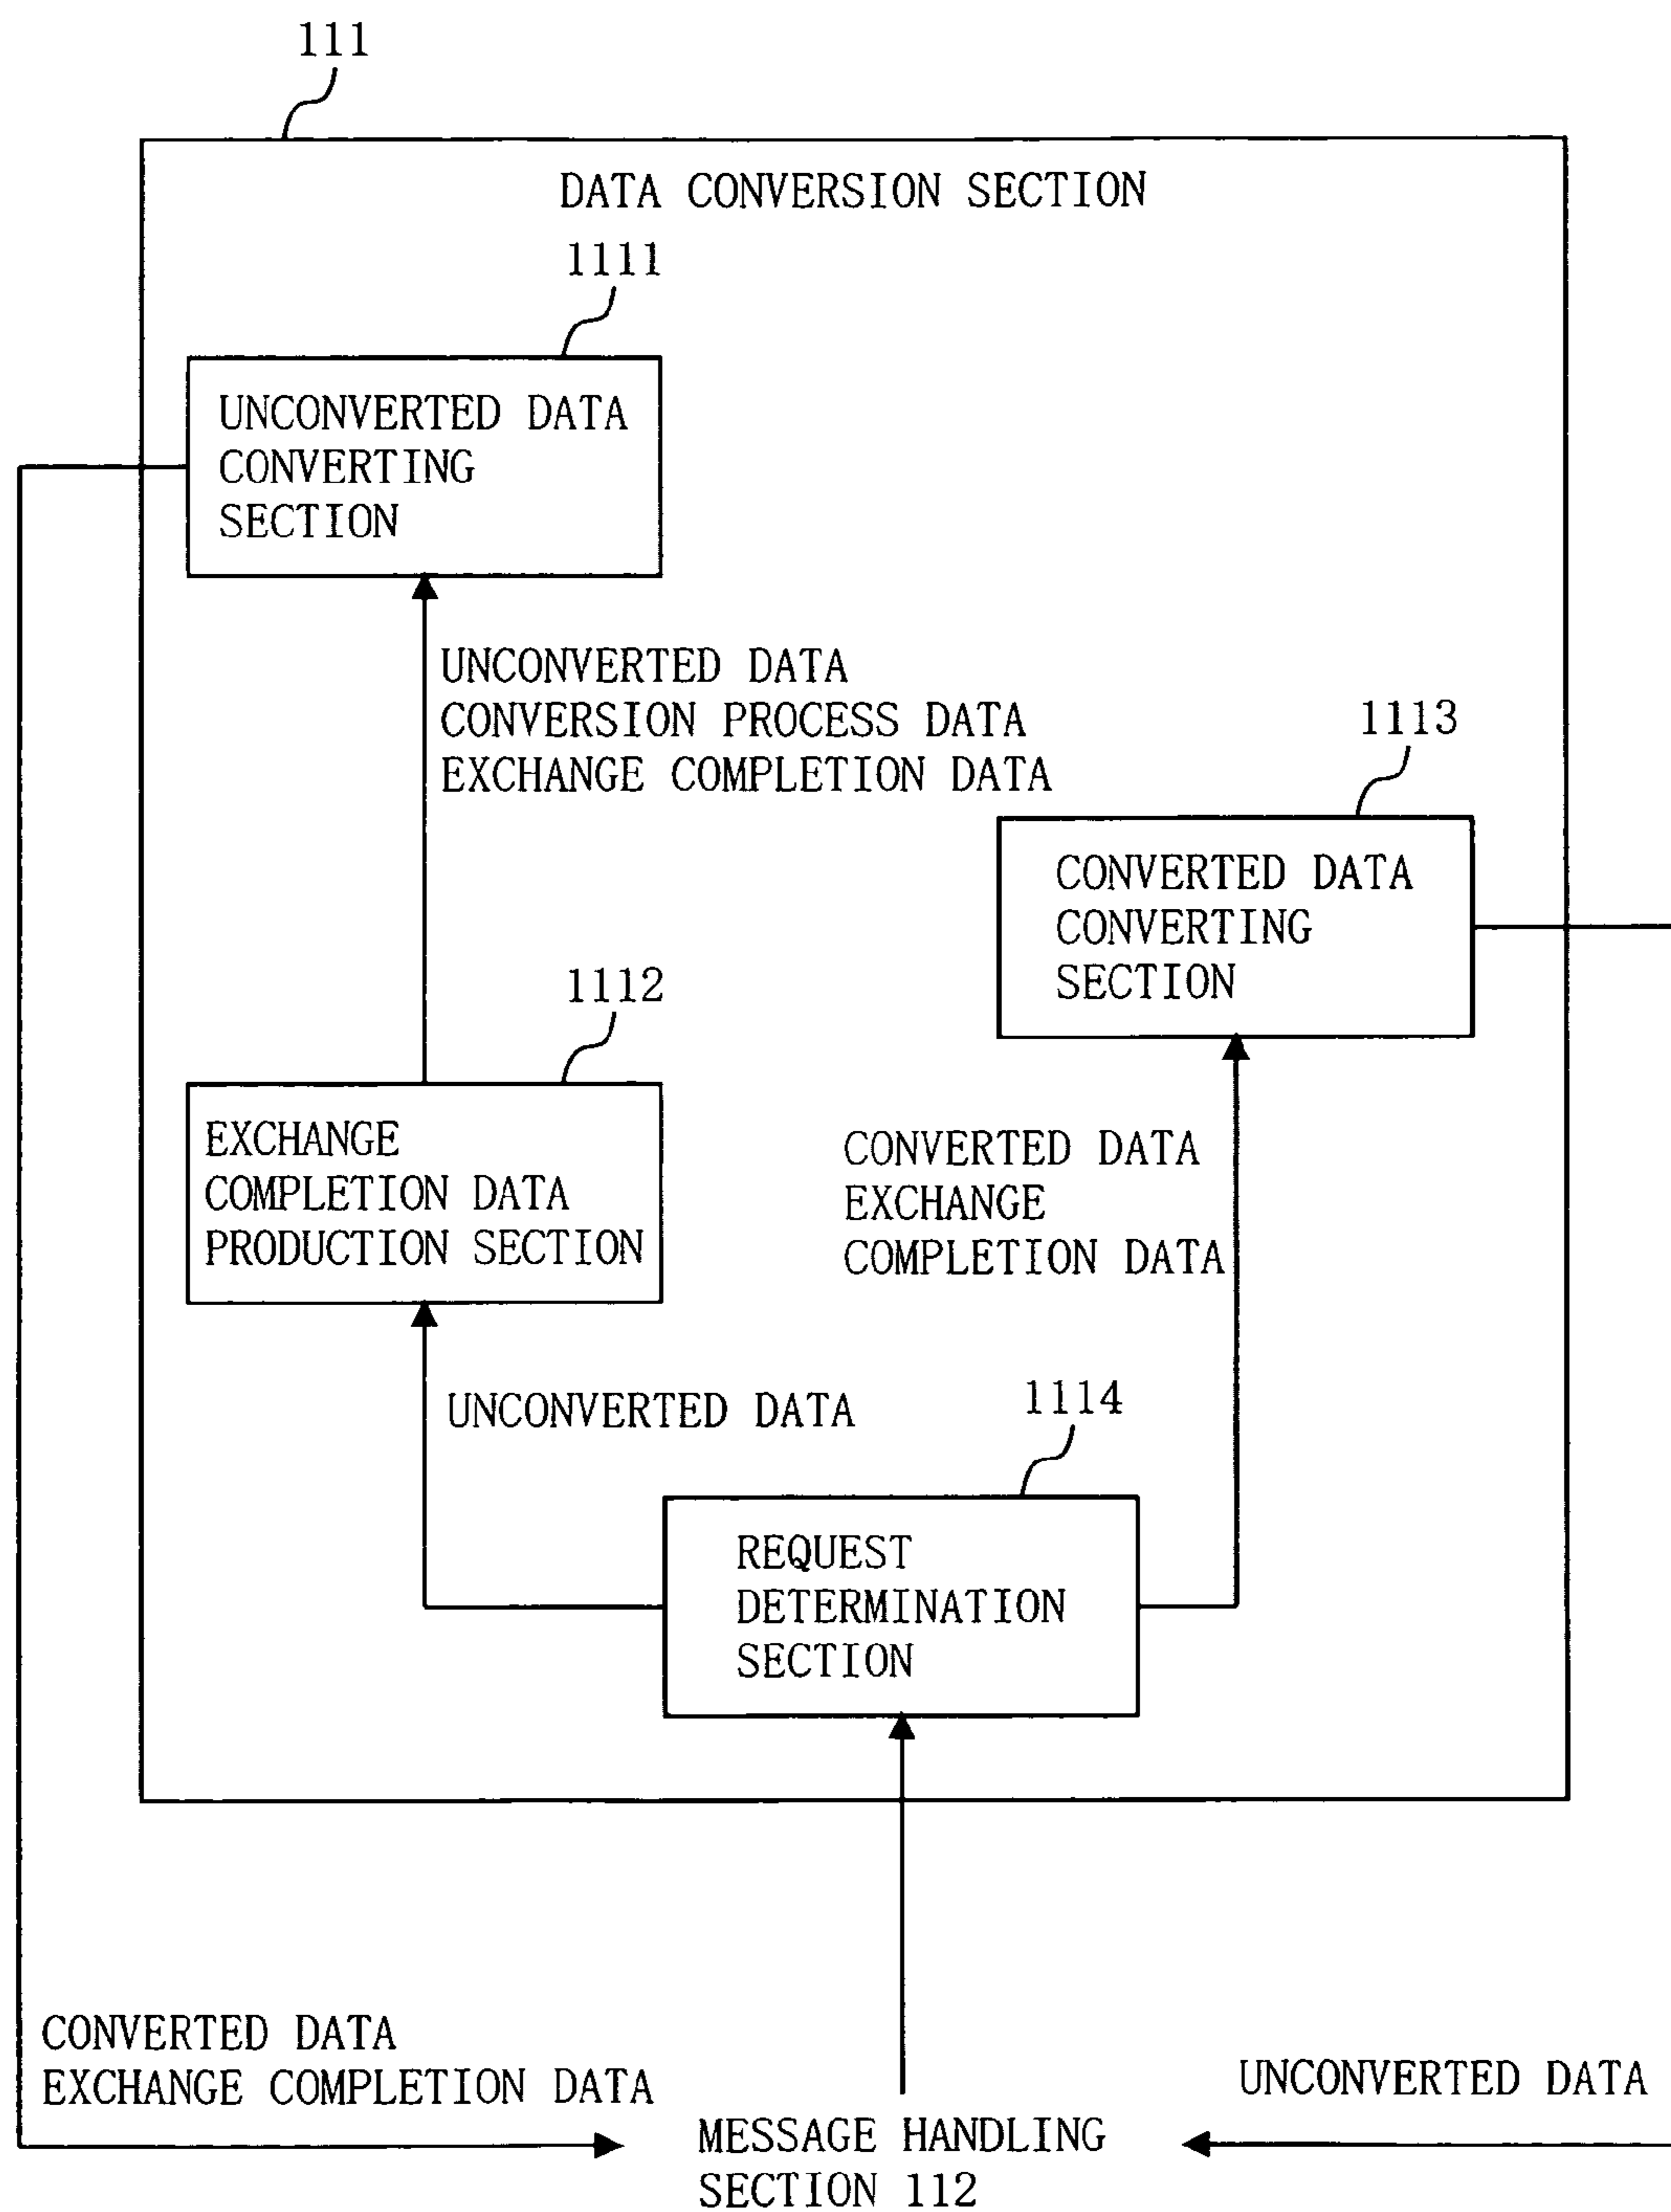 111
DATA CONVERSION SECTION
1111
UNCONVERTED DATA
CONVERTING
SECTION
UNCONVERTED DATA
CONVERSION PROCESS DATA
EXCHANGE COMPLETION DATA
1113
CONVERTED DATA
CONVERTING
SECTION
1112
EXCHANGE
COMPLETION DATA
PRODUCTION SECTION
CONVERTED DATA
EXCHANGE
COMPLETION DATA
UNCONVERTED DATA
1114
REQUEST
DETERMINATION
SECTION
CONVERTED DATA
EXCHANGE COMPLETION DATA
UNCONVERTED DATA
MESSAGE HANDLING
SECTION 112